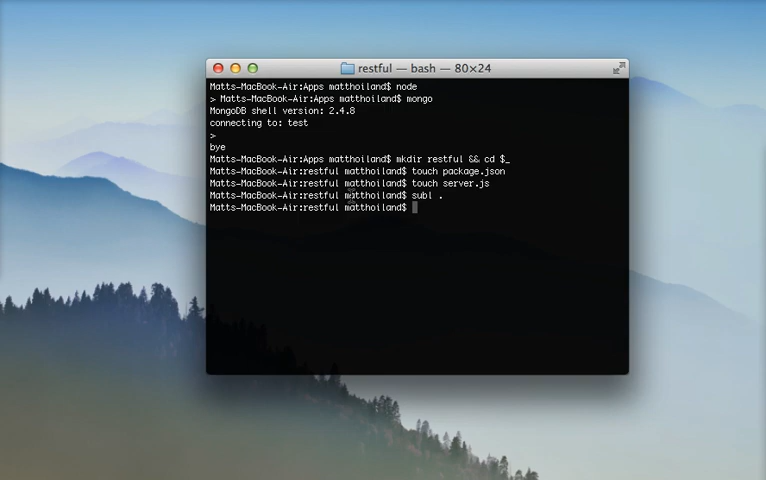 restful — bash — 80×24
Matts-MacBook-Air:Apps matthoiland$ node
> Matts-MacBook-Air:Apps matthoiland$ mongo
MongoDB shell version: 2.4.8
connecting to: test
>
bye
Matts-MacBook-Air:Apps matthoiland$ mkdir restful && cd $_
Matts-MacBook-Air:restful matthoiland$ touch package.json
Matts-MacBook-Air:restful matthoiland$ touch server.js
Matts-MacBook-Air:restful matthoiland$ subl .
Matts-MacBook-Air:restful matthoiland$